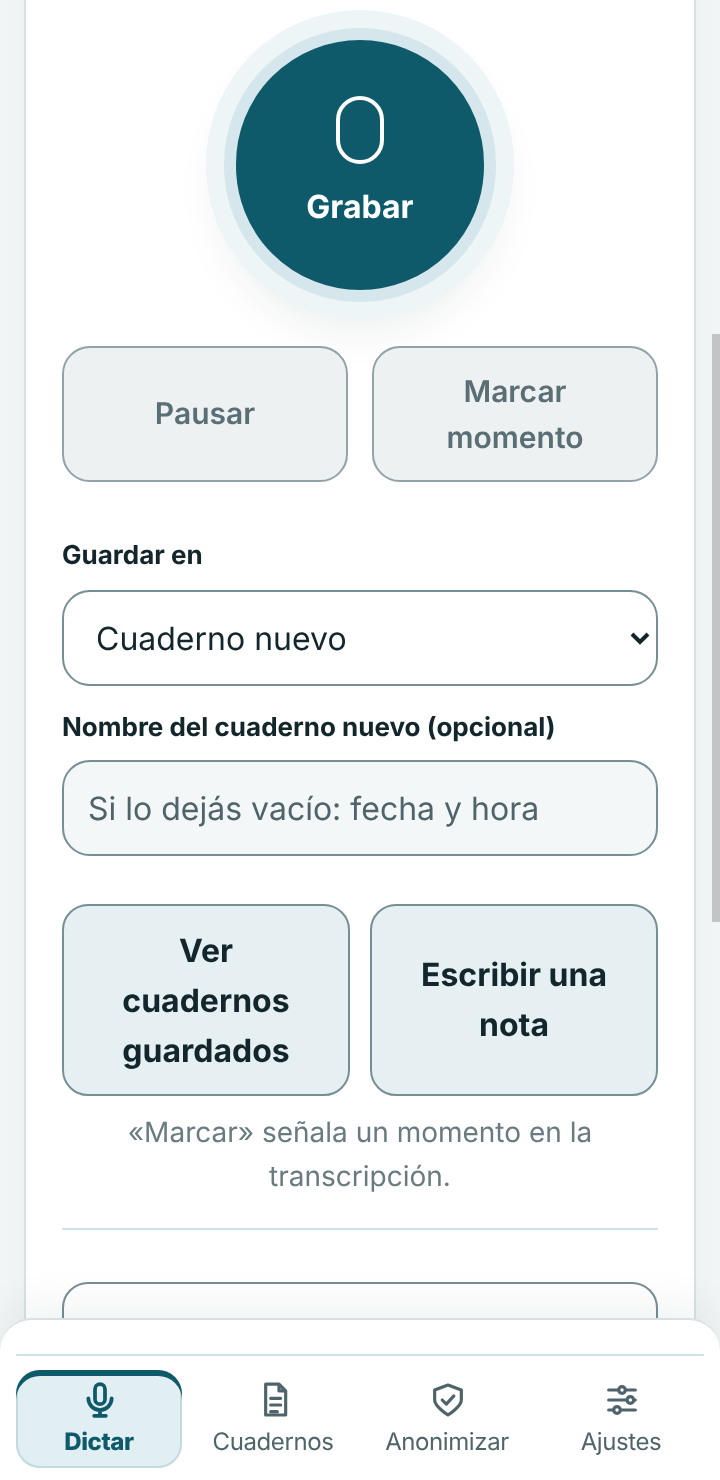 Grabar
Pausar
Marcar
momento
Guardar en
Cuaderno nuevo
Nombre del cuaderno nuevo (opcional)
Si lo dejás vacío: fecha y hora
Ver
cuadernos
guardados
Escribir una
nota
«Marcar» señala un momento en la
transcripción.
Dictar
Cuadernos
Anonimizar
Ajustes